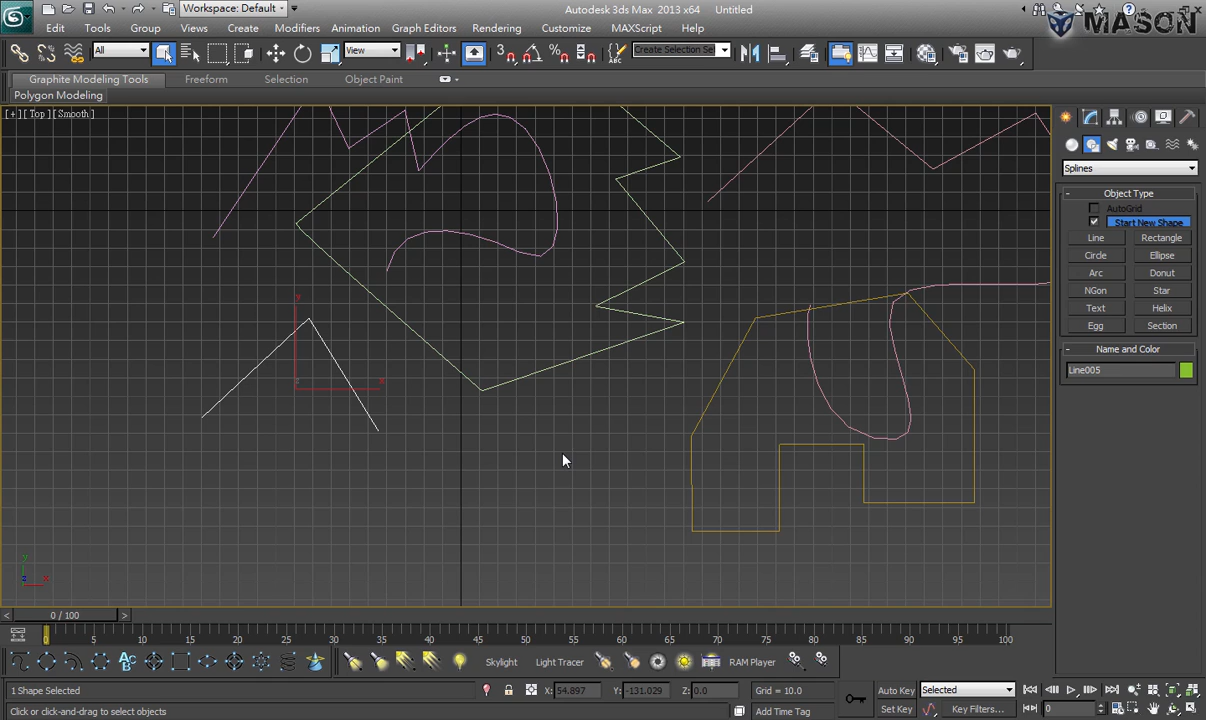 Workspace: Default
Autodesk 3ds Max 2013 x64 Untitled
MASON
Edit Tools Group Views Create Modifiers Animation Graph Editors Rendering Customize MAXScript Help
All View Create Selection Se
Graphite Modeling Tools Freeform Selection Object Paint
Polygon Modeling
[+][Top][Smooth]
Splines
- Object Type
AutoGrid
Start New Shape
Line Rectangle
Circle Ellipse
Arc Donut
NGon Star
Text Helix
Egg Section
- Name and Color
Line005
y
x
z
y
z x
< 0 / 100 >
0 5 10 15 20 25 30 35 40 45 50 55 60 65 70 75 80 85 90 95 100
Skylight Light Tracer RAM Player
1 Shape Selected X: 54.897 Y: -131.029 Z: 0.0 Grid = 10.0 Auto Key Selected
Click or click-and-drag to select objects Add Time Tag Set Key Key Filters... 0